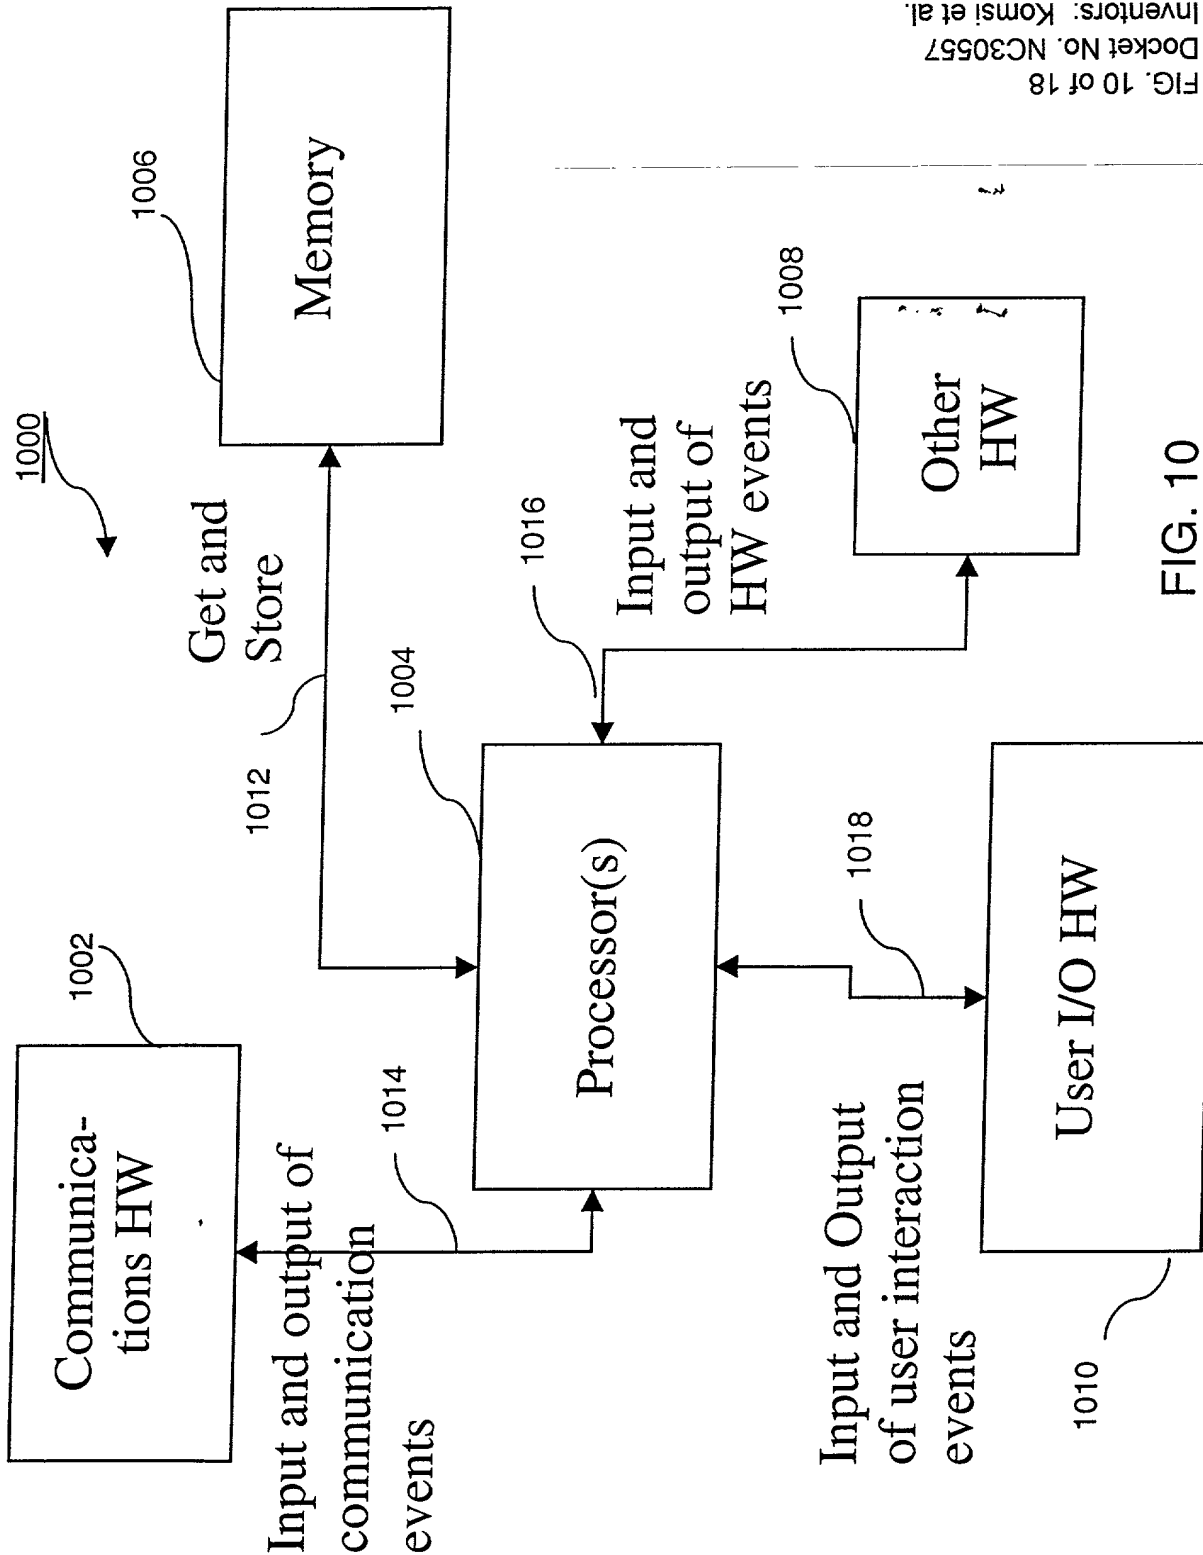 1000
Communica-
tions HW
1002
Input and output of
communication
events
1014
Get and
Store
1012
1006
Memory
1004
Processor(s)
1016
Input and
output of
HW events
1008
Other
HW
Input and Output
of user interaction
events
1018
User I/O HW
1010
FIG. 10
FIG. 10 of 18
Docket No. NC30557
Inventors: Komsi et al.